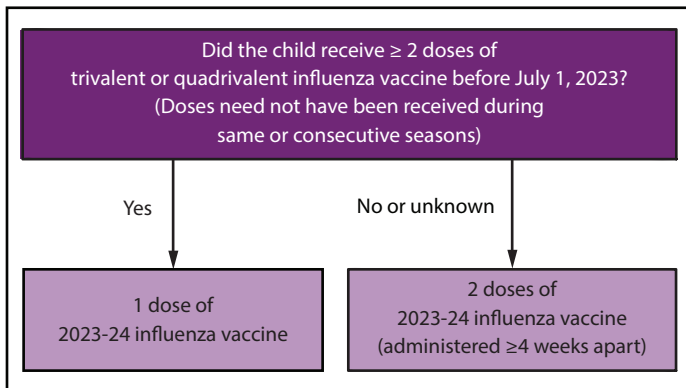 Did the child receive ≥ 2 doses of
trivalent or quadrivalent influenza vaccine before July 1, 2023?
(Doses need not have been received during
same or consecutive seasons)
Yes
No or unknown
1 dose of
2023-24 influenza vaccine
2 doses of
2023-24 influenza vaccine
(administered ≥4 weeks apart)